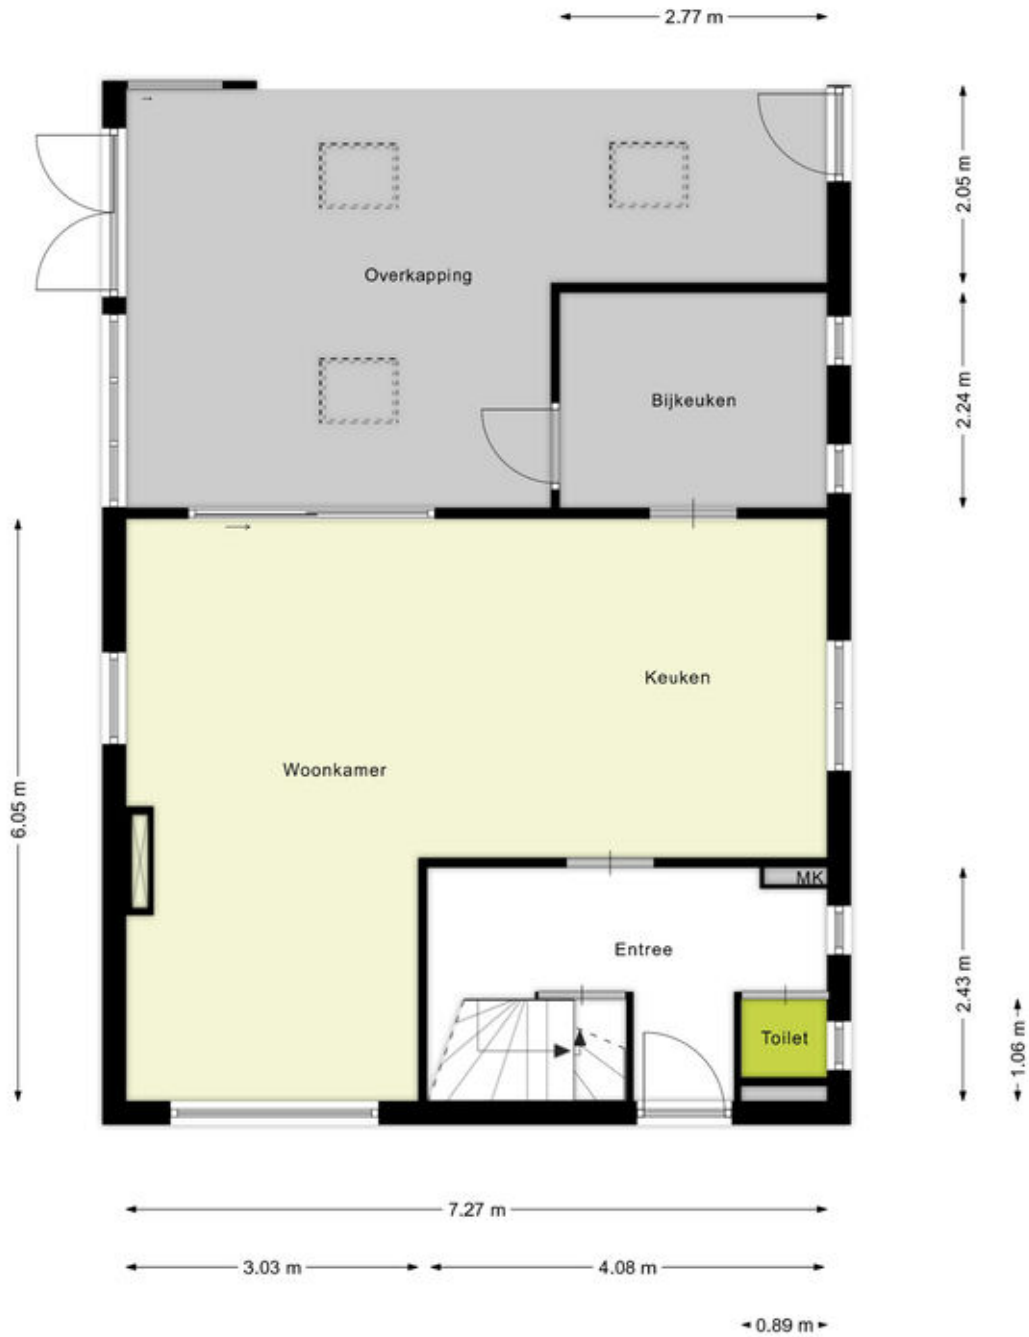 2.77 m
2.05 m
Overkapping
2.24 m
Bijkeuken
Keuken
Woonkamer
6.05 m
MK
Entree
2.43 m
Toilet
1.06 m
7.27 m
3.03 m
4.08 m
0.89 m